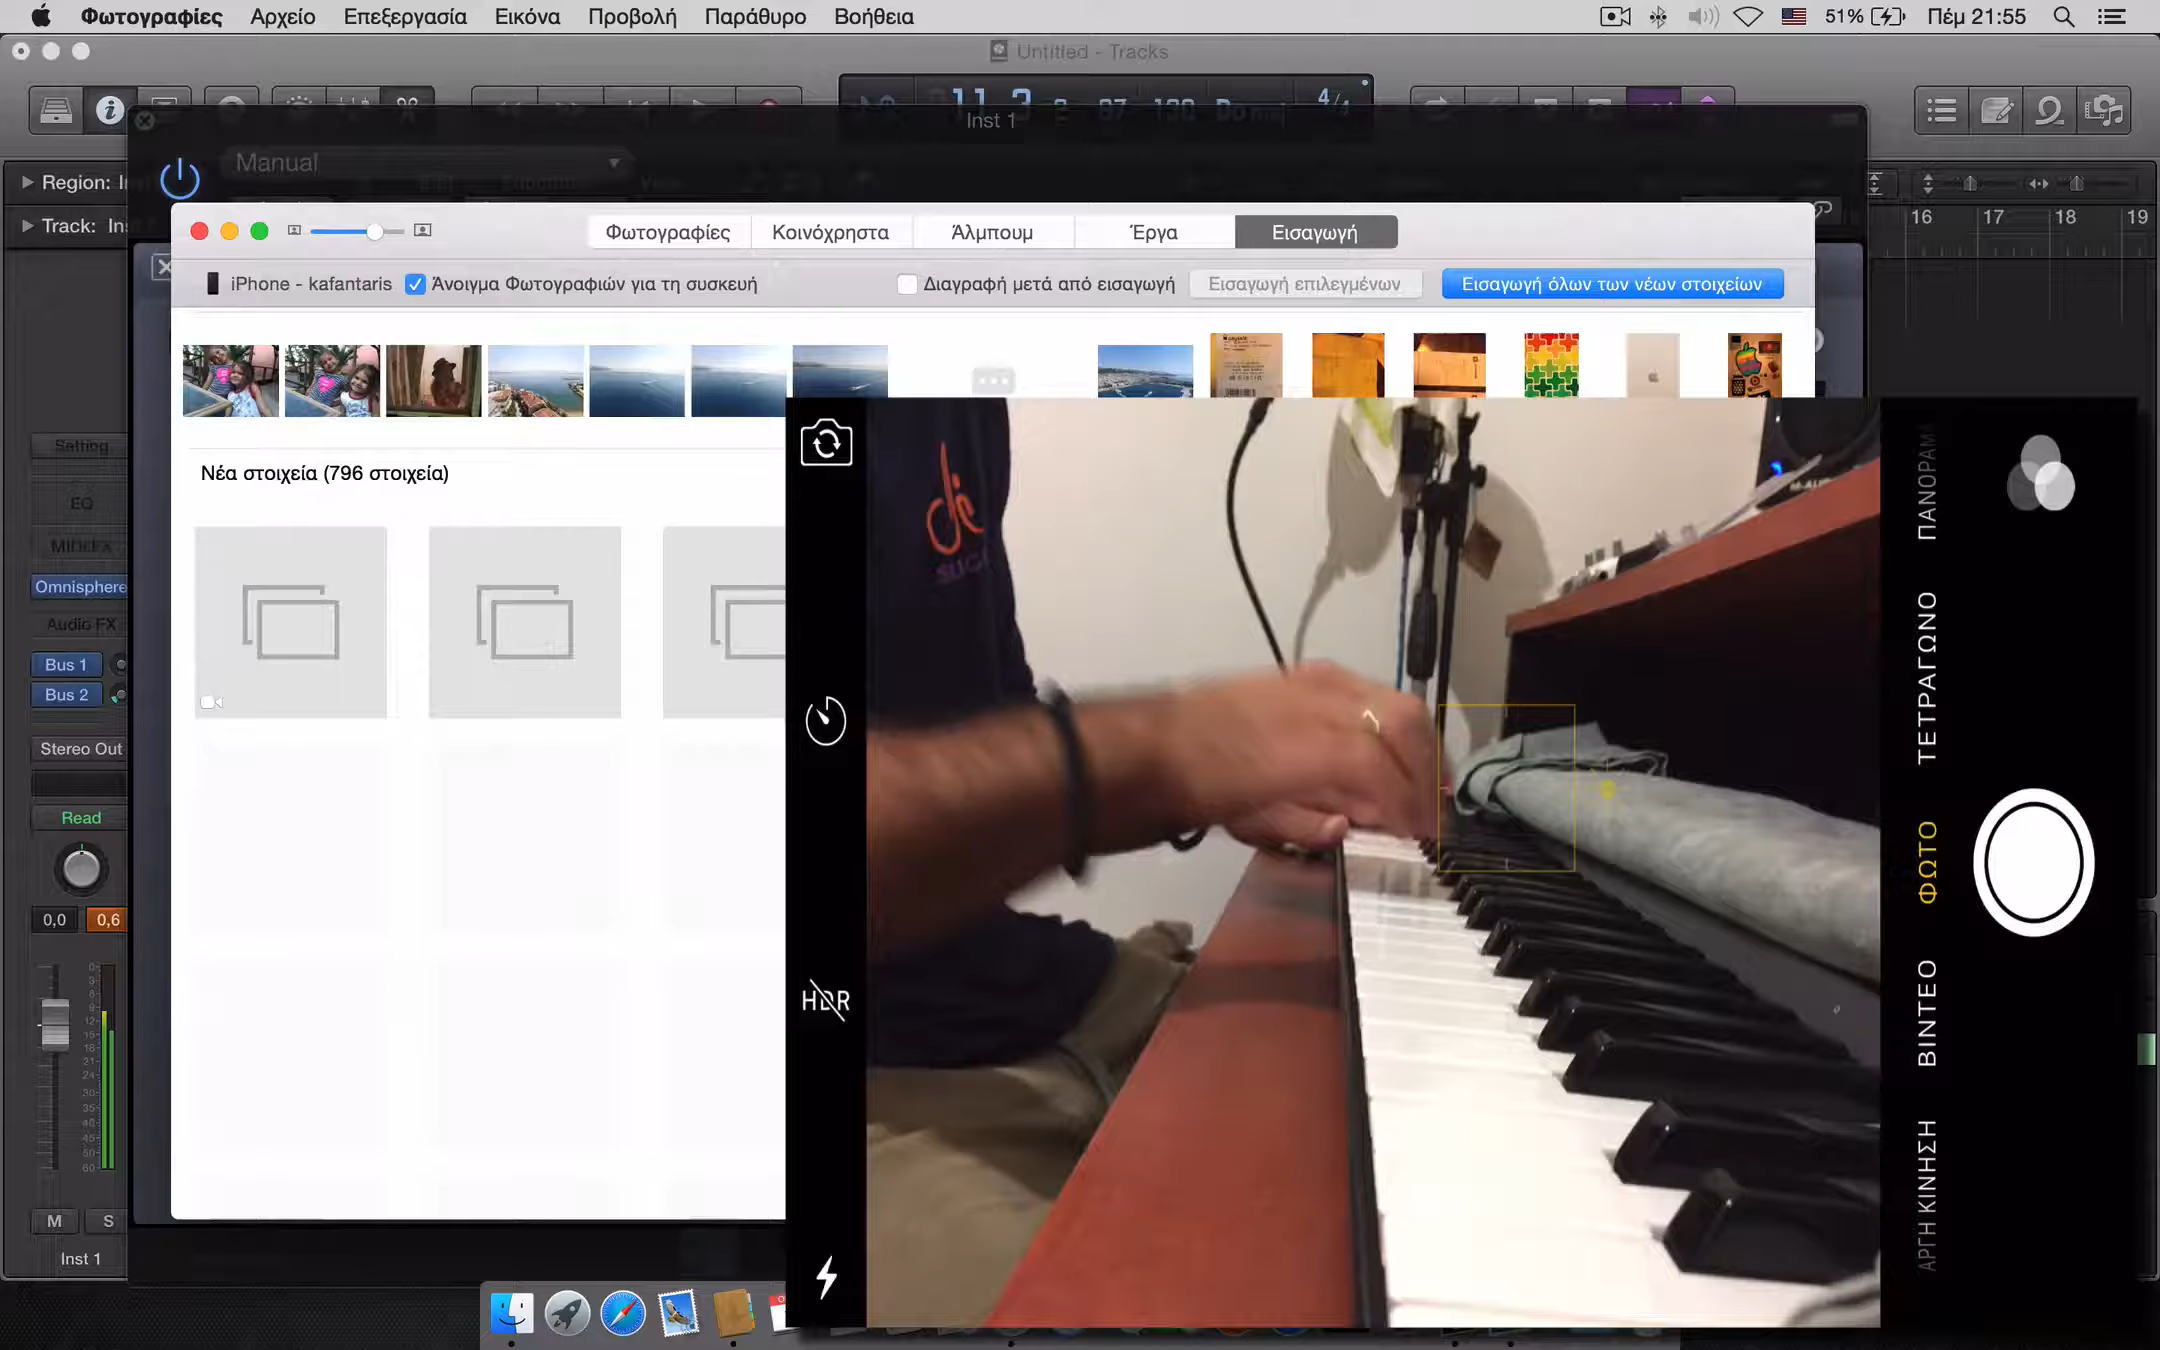 Φωτογραφίες Αρχείο Επεξεργασία Εικόνα Προβολή Παράθυρο Βοήθεια 51% Πέμ 21:55
Untitled - Tracks
Inst 1
Manual
Region:
Track:
16 17 18 19
Φωτογραφίες Κοινόχρηστα Άλμπουμ Έργα Εισαγωγή
iPhone - kafantaris Άνοιγμα Φωτογραφιών για τη συσκευή Διαγραφή μετά από εισαγωγή Εισαγωγή επιλεγμένων Εισαγωγή όλων των νέων στοιχείων
Νέα στοιχεία (796 στοιχεία)
Setting
EQ
MIDI FX
Omnisphere
Audio FX
Bus 1
Bus 2
Stereo Out
Read
0,0 0,6
M S
Inst 1
HDR
ΤΕΤΡΑΓΩΝΟ
ΦΩΤΟ
ΒΙΝΤΕΟ
ΑΡΓΗ ΚΙΝΗΣΗ